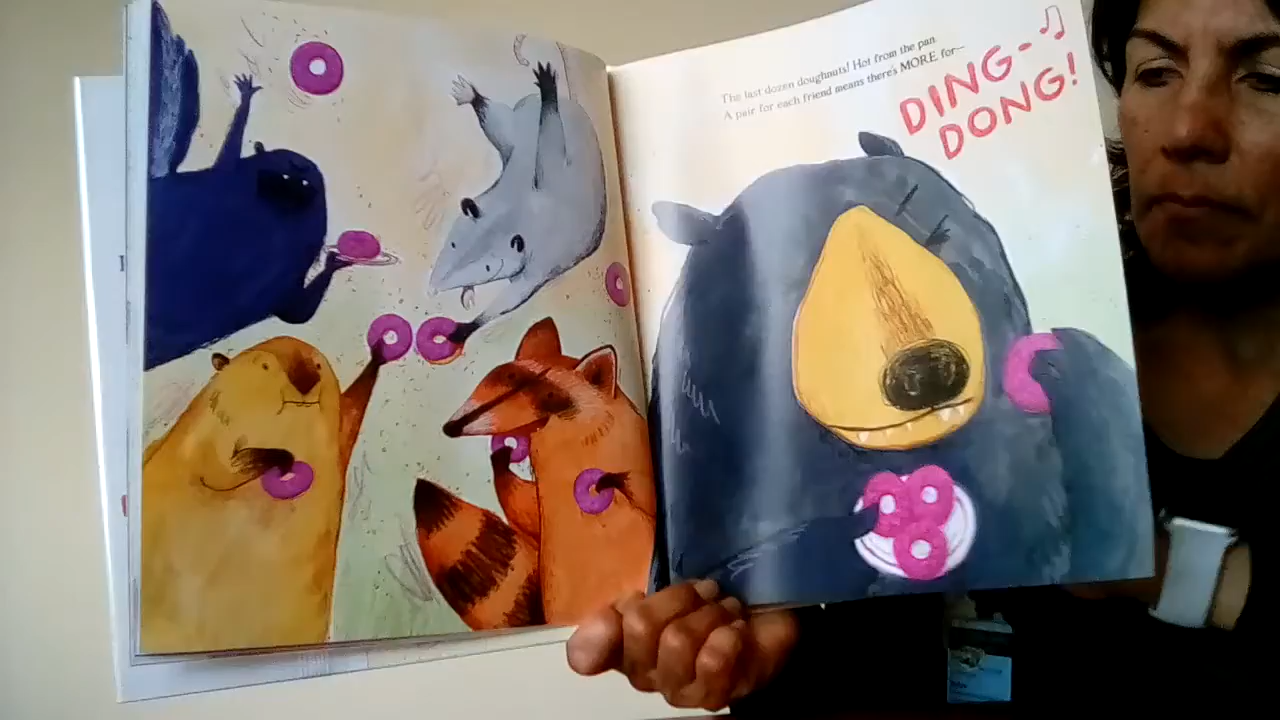 The last dozen doughnuts! Hot from the pan.
A pair for each friend means there's MORE for—
DING-
DONG!